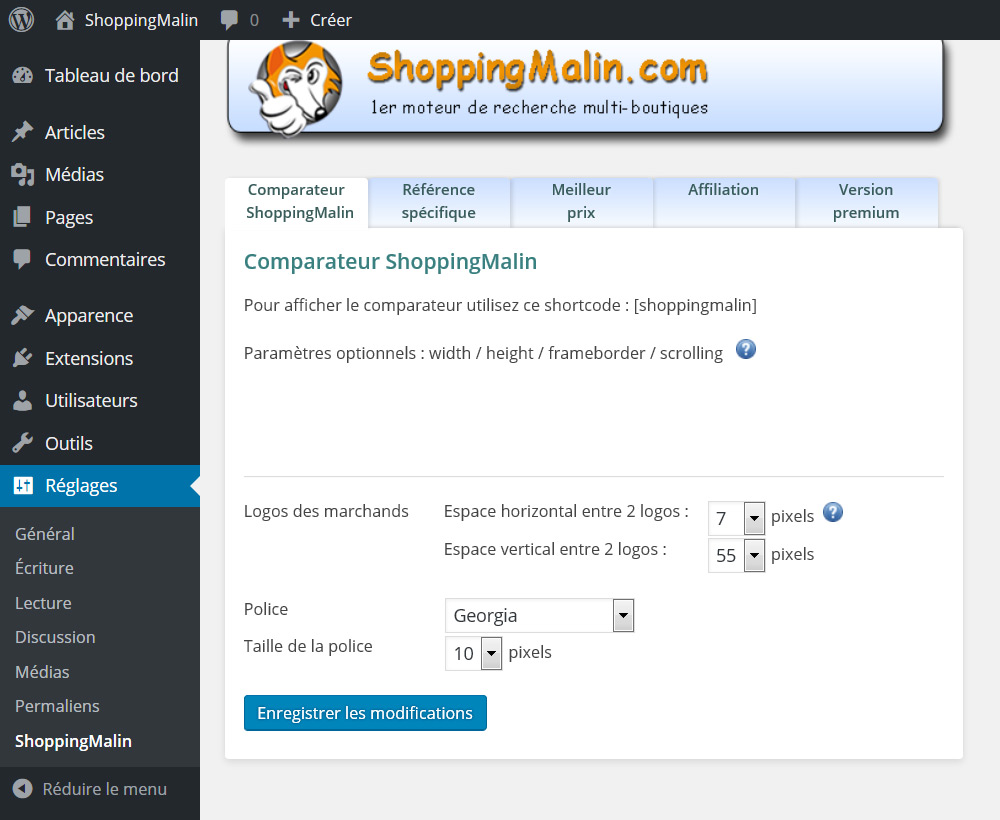 ShoppingMalin 0 Créer
Tableau de bord
Articles
Médias
Pages
Commentaires
Apparence
Extensions
Utilisateurs
Outils
Réglages
Général
Écriture
Lecture
Discussion
Médias
Permaliens
ShoppingMalin
Réduire le menu
ShoppingMalin.com
1er moteur de recherche multi-boutiques
Comparateur
ShoppingMalin
Référence
spécifique
Meilleur
prix
Affiliation
Version
premium
Comparateur ShoppingMalin
Pour afficher le comparateur utilisez ce shortcode : [shoppingmalin]
Paramètres optionnels : width / height / frameborder / scrolling ?
Logos des marchands Espace horizontal entre 2 logos : 7 pixels ?
Espace vertical entre 2 logos : 55 pixels
Police Georgia
Taille de la police 10 pixels
Enregistrer les modifications